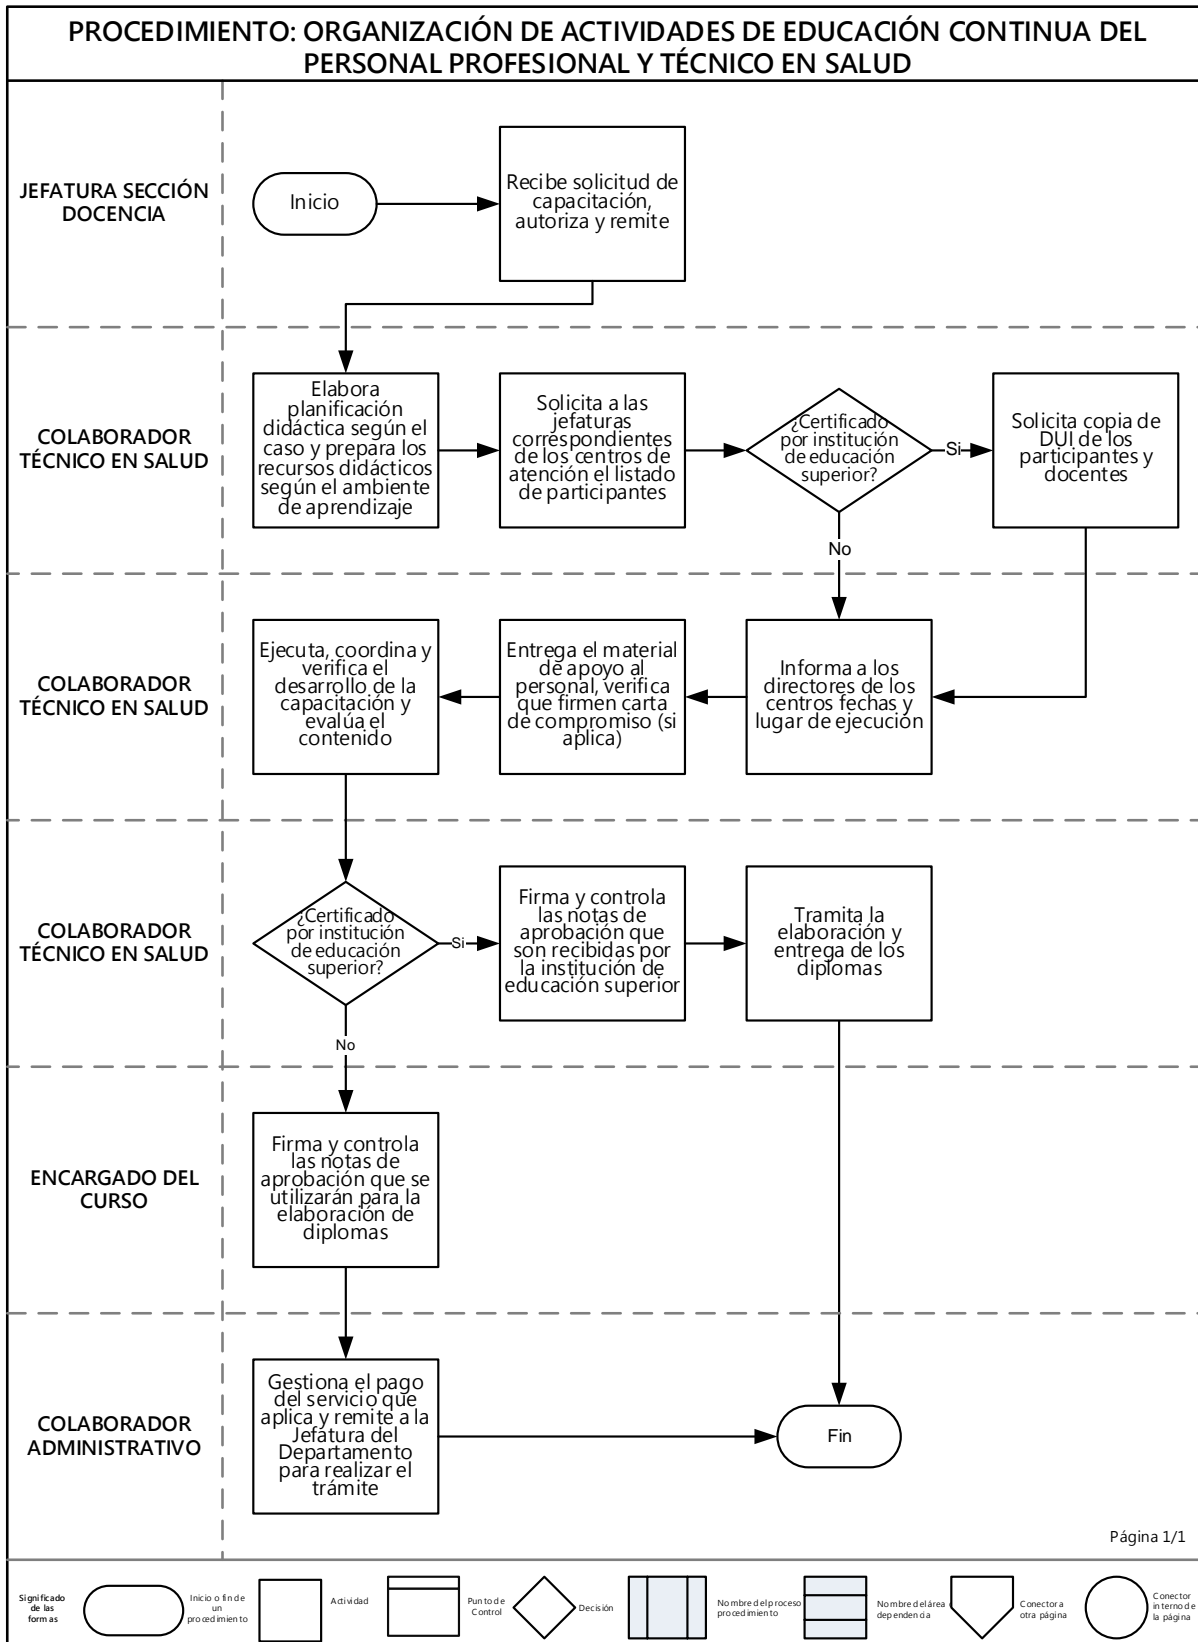 PROCEDIMIENTO: ORGANIZACIÓN DE ACTIVIDADES DE EDUCACIÓN CONTINUA DEL
PERSONAL PROFESIONAL Y TÉCNICO EN SALUD
JEFATURA SECCIÓN
DOCENCIA
Inicio
Recibe solicitud de
capacitación,
autoriza y remite
COLABORADOR
TÉCNICO EN SALUD
Elabora
planificación
didáctica según el
caso y prepara los
recursos didácticos
según el ambiente
de aprendizaje
Solicita a las
jefaturas
correspondientes
de los centros de
atención el listado
de participantes
¿Certificado
por institución
de educación
superior?
Si
No
Solicita copia de
DUI de los
participantes y
docentes
COLABORADOR
TÉCNICO EN SALUD
Ejecuta, coordina y
verifica el
desarrollo de la
capacitación y
evalúa el
contenido
Entrega el material
de apoyo al
personal, verifica
que firmen carta
de compromiso (si
aplica)
Informa a los
directores de los
centros fechas y
lugar de ejecución
COLABORADOR
TÉCNICO EN SALUD
¿Certificado
por institución
de educación
superior?
Si
No
Firma y controla
las notas de
aprobación que
son recibidas por
la institución de
educación superior
Tramita la
elaboración y
entrega de los
diplomas
ENCARGADO DEL
CURSO
Firma y controla
las notas de
aprobación que se
utilizarán para la
elaboración de
diplomas
COLABORADOR
ADMINISTRATIVO
Gestiona el pago
del servicio que
aplica y remite a la
Jefatura del
Departamento
para realizar el
trámite
Fin
Página 1/1
Significado
de las
formas
Inicio o fin de
un
procedimiento
Actividad
Punto de
Control
Decisión
Nombre del proceso
procedimiento
Nombre del área
dependencia
Conector a
otra página
Conector
interno de
la página